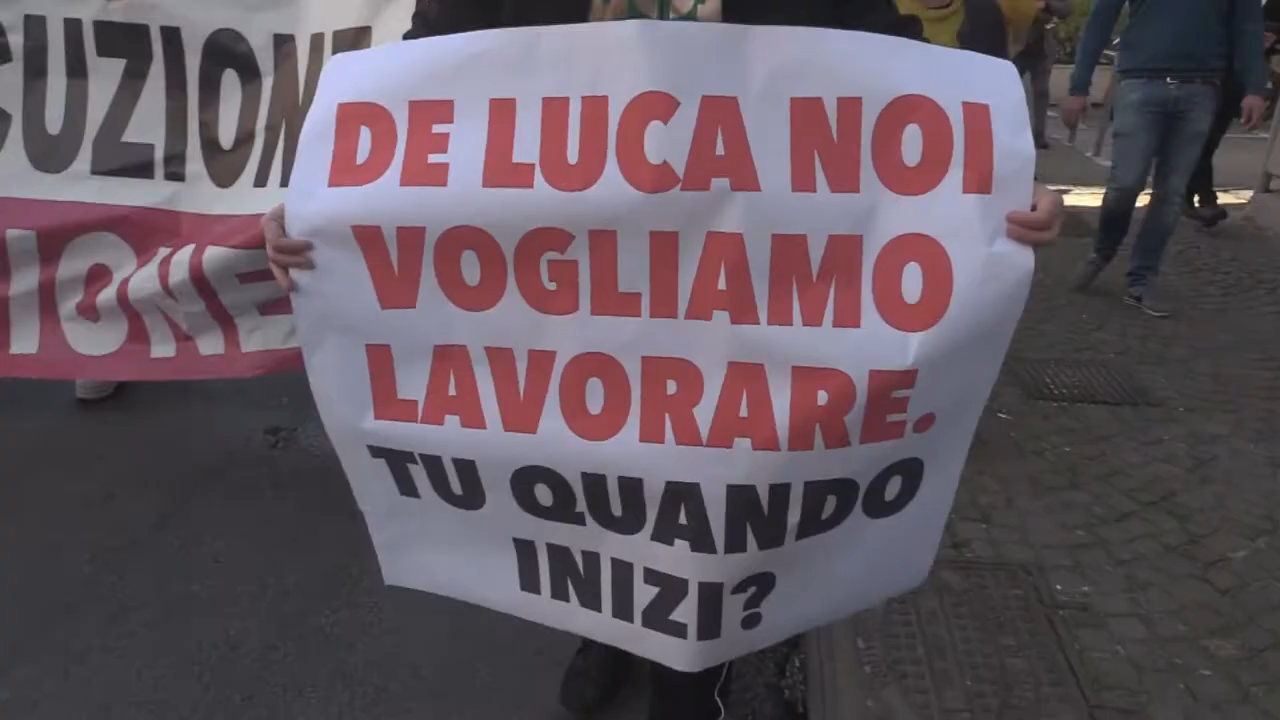 CUZIONE
IONE
DE LUCA NOI
VOGLIAMO
LAVORARE.
TU QUANDO
INIZI?